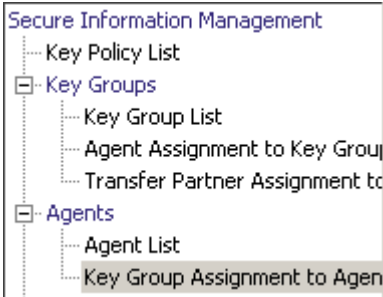 Secure Information Management
Key Policy List
Key Groups
Key Group List
Agent Assignment to Key Grou
Transfer Partner Assignment to
Agents
Agent List
Key Group Assignment to Agen